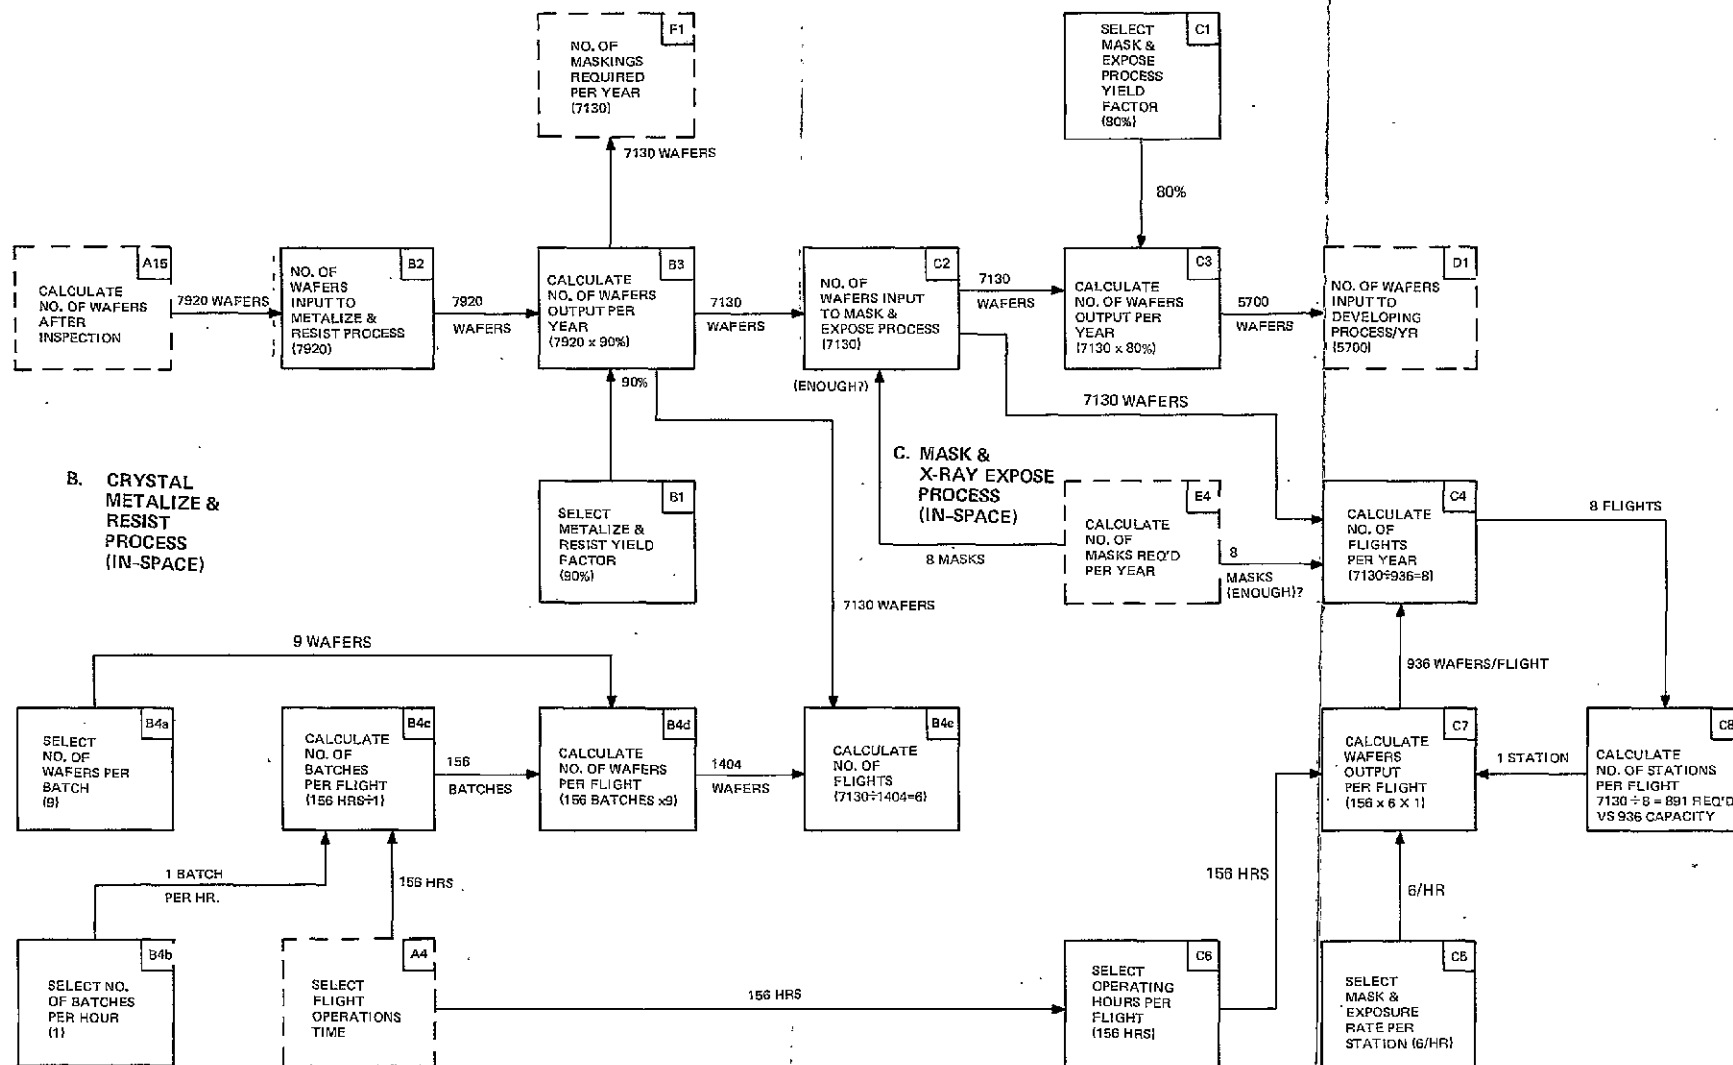 F1
NO. OF
MASKINGS
REQUIRED
PER YEAR
(7130)
7130 WAFERS
C1
SELECT
MASK &
EXPOSE
PROCESS
YIELD
FACTOR
(80%)
80%
A15
CALCULATE
NO. OF WAFERS
AFTER
INSPECTION
7920 WAFERS
B2
NO. OF
WAFERS
INPUT TO
METALIZE &
RESIST PROCESS
(7920)
7920
WAFERS
B3
CALCULATE
NO. OF WAFERS
OUTPUT PER
YEAR
(7920 x 90%)
7130
WAFERS
C2
NO. OF
WAFERS INPUT
TO MASK &
EXPOSE PROCESS
(7130)
7130
WAFERS
C3
CALCULATE
NO. OF WAFERS
OUTPUT PER
YEAR
(7130 x 80%)
5700
WAFERS
D1
NO. OF WAFERS
INPUT TO
DEVELOPING
PROCESS/YR
(5700)
90%
(ENOUGH?)
7130 WAFERS
B. CRYSTAL
METALIZE &
RESIST
PROCESS
(IN-SPACE)
B1
SELECT
METALIZE &
RESIST YIELD
FACTOR
(90%)
C. MASK &
X-RAY EXPOSE
PROCESS
(IN-SPACE)
8 MASKS
E4
CALCULATE
NO. OF
MASKS REQ'D
PER YEAR
8
MASKS
(ENOUGH)?
C4
CALCULATE
NO. OF
FLIGHTS
PER YEAR
(7130÷936=8)
8 FLIGHTS
7130 WAFERS
9 WAFERS
936 WAFERS/FLIGHT
B4a
SELECT
NO. OF
WAFERS PER
BATCH
(9)
B4c
CALCULATE
NO. OF
BATCHES
PER FLIGHT
(156 HRS÷1)
156
BATCHES
B4d
CALCULATE
NO. OF WAFERS
PER FLIGHT
(156 BATCHES x9)
1404
WAFERS
B4e
CALCULATE
NO. OF
FLIGHTS
(7130÷1404=6)
C7
CALCULATE
WAFERS
OUTPUT
PER FLIGHT
(156 x 6 X 1)
1 STATION
C8
CALCULATE
NO. OF STATIONS
PER FLIGHT
7130 ÷ 8 = 891 REQ'D
VS 936 CAPACITY
1 BATCH
PER HR.
156 HRS
156 HRS
6/HR
B4b
SELECT NO.
OF BATCHES
PER HOUR
(1)
A4
SELECT
FLIGHT
OPERATIONS
TIME
156 HRS
C6
SELECT
OPERATING
HOURS PER
FLIGHT
(156 HRS)
C5
SELECT
MASK &
EXPOSURE
RATE PER
STATION (6/HR)